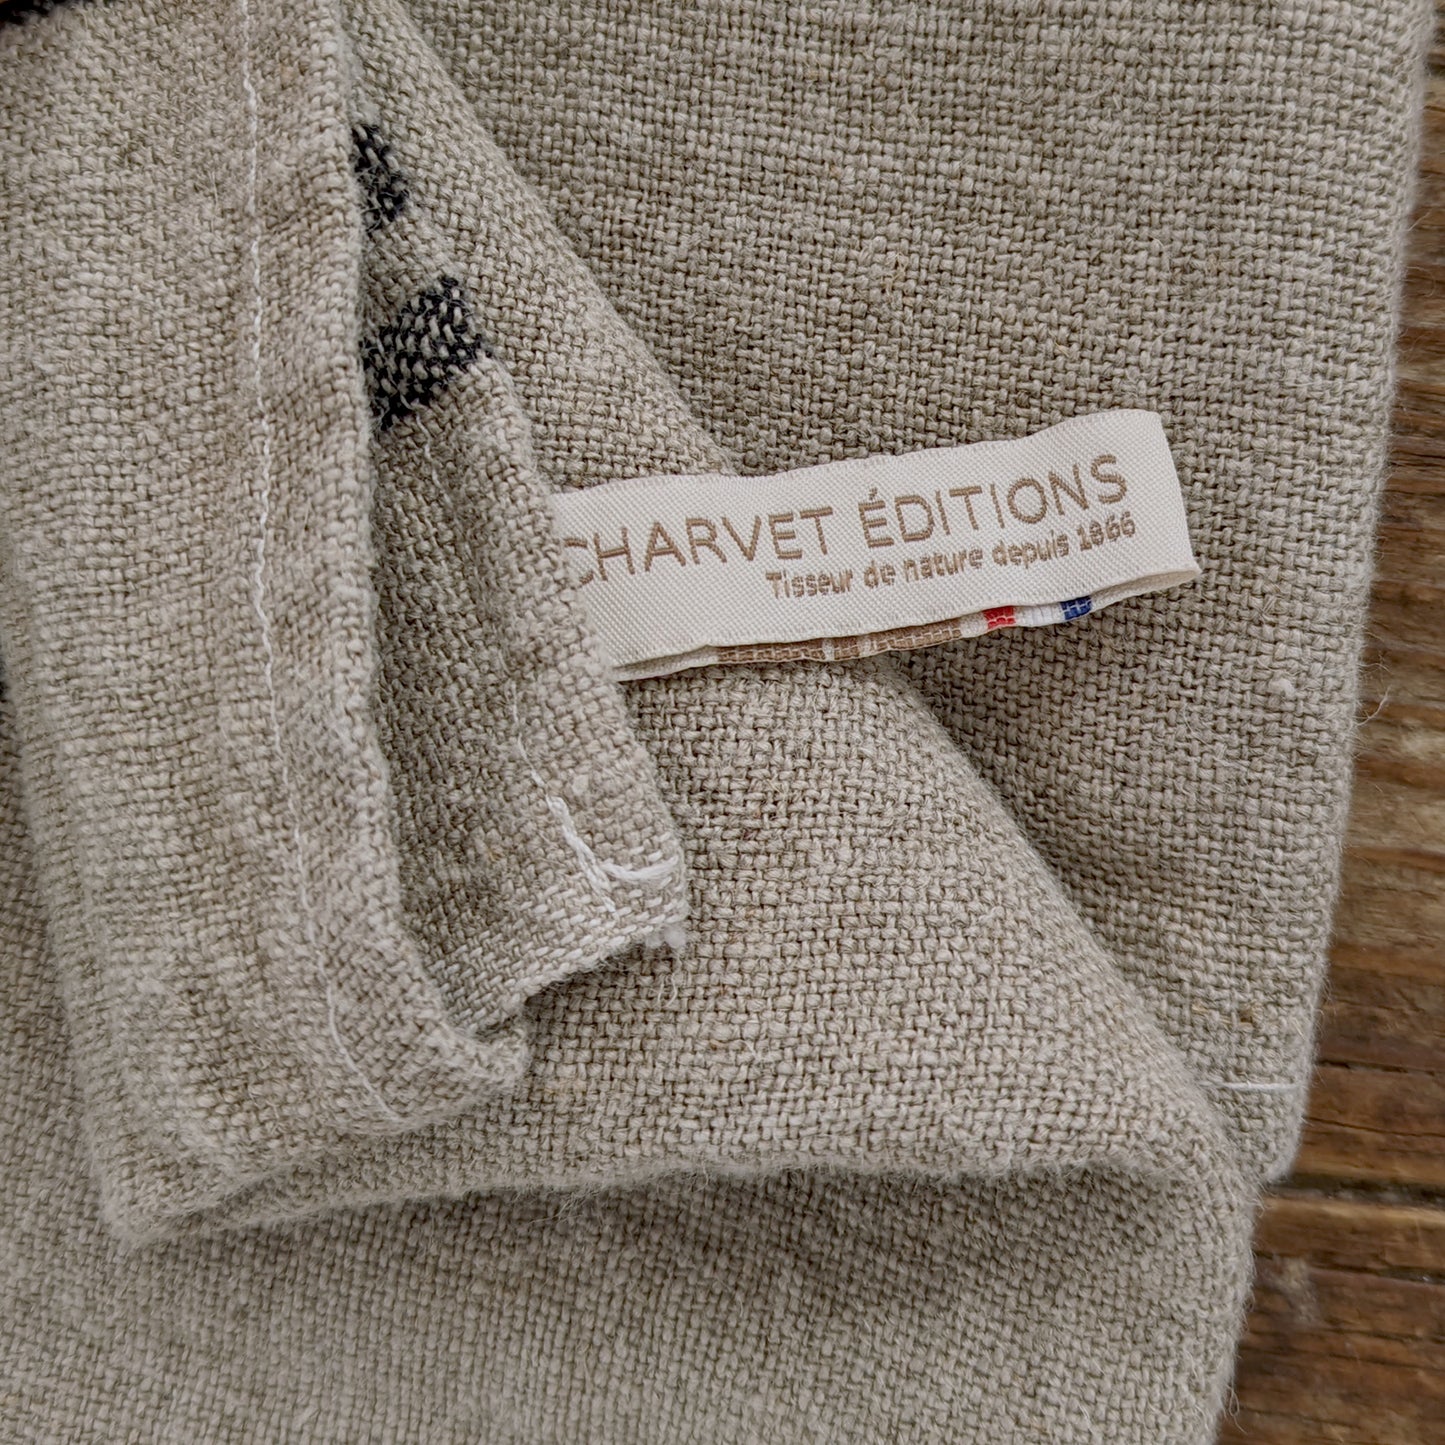 CHARVET ÉDITIONS
Tisseur de nature depuis 1866